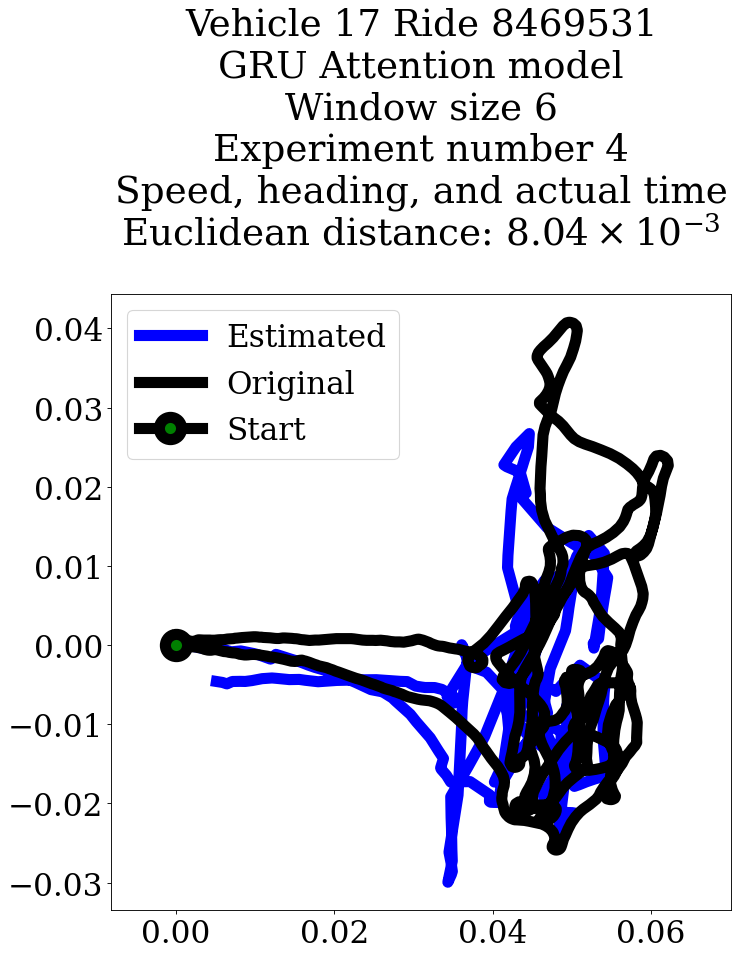 Vehicle 17 Ride 8469531
GRU Attention model
Window size 6
Experiment number 4
Speed, heading, and actual time
Euclidean distance: 8.04 × 10⁻³
Estimated
Original
Start
0.04
0.03
0.02
0.01
0.00
−0.01
−0.02
−0.03
0.00 0.02 0.04 0.06